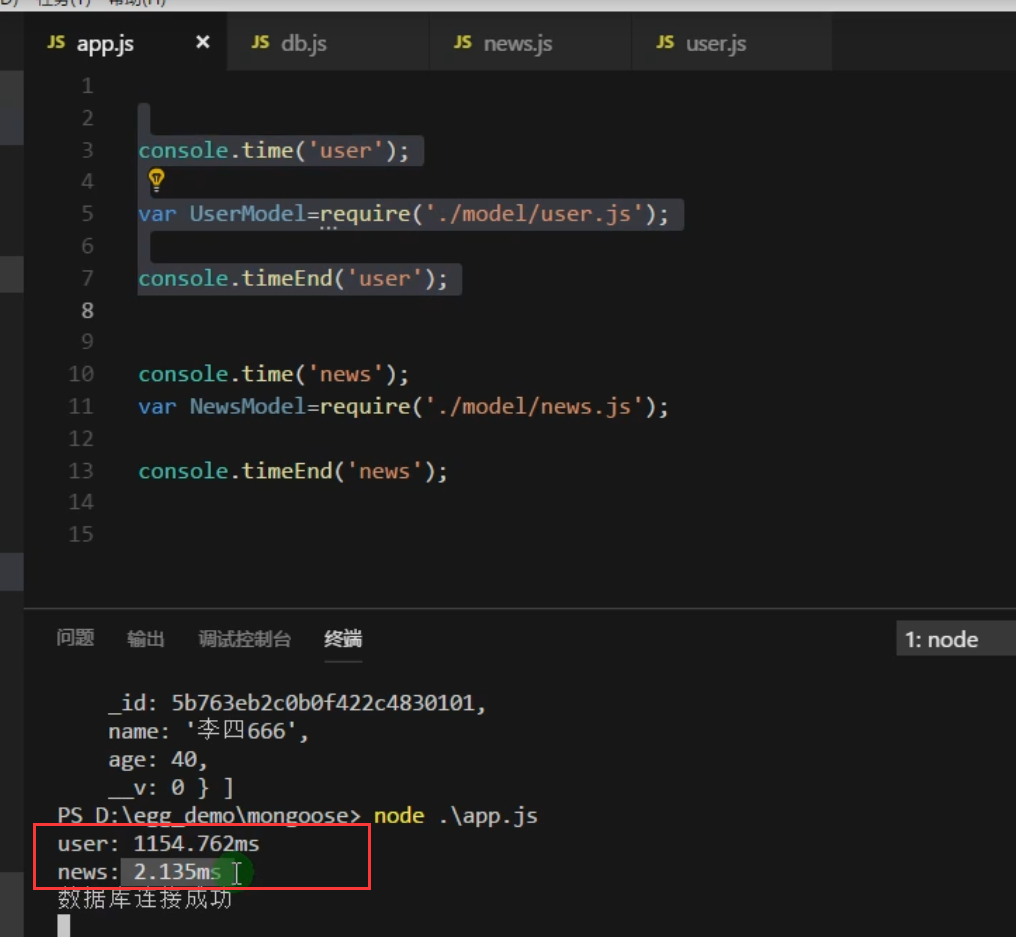 任务(T) 帮助(H)
JS app.js × JS db.js JS news.js JS user.js
1
2
3 console.time('user');
4
5 var UserModel=require('./model/user.js');
6
7 console.timeEnd('user');
8
9
10 console.time('news');
11 var NewsModel=require('./model/news.js');
12
13 console.timeEnd('news');
14
15
问题 输出 调试控制台 终端 1: node
_id: 5b763eb2c0b0f422c4830101,
name: '李四666',
age: 40,
__v: 0 } ]
PS D:\egg_demo\mongoose> node .\app.js
user: 1154.762ms
news: 2.135ms
数据库连接成功